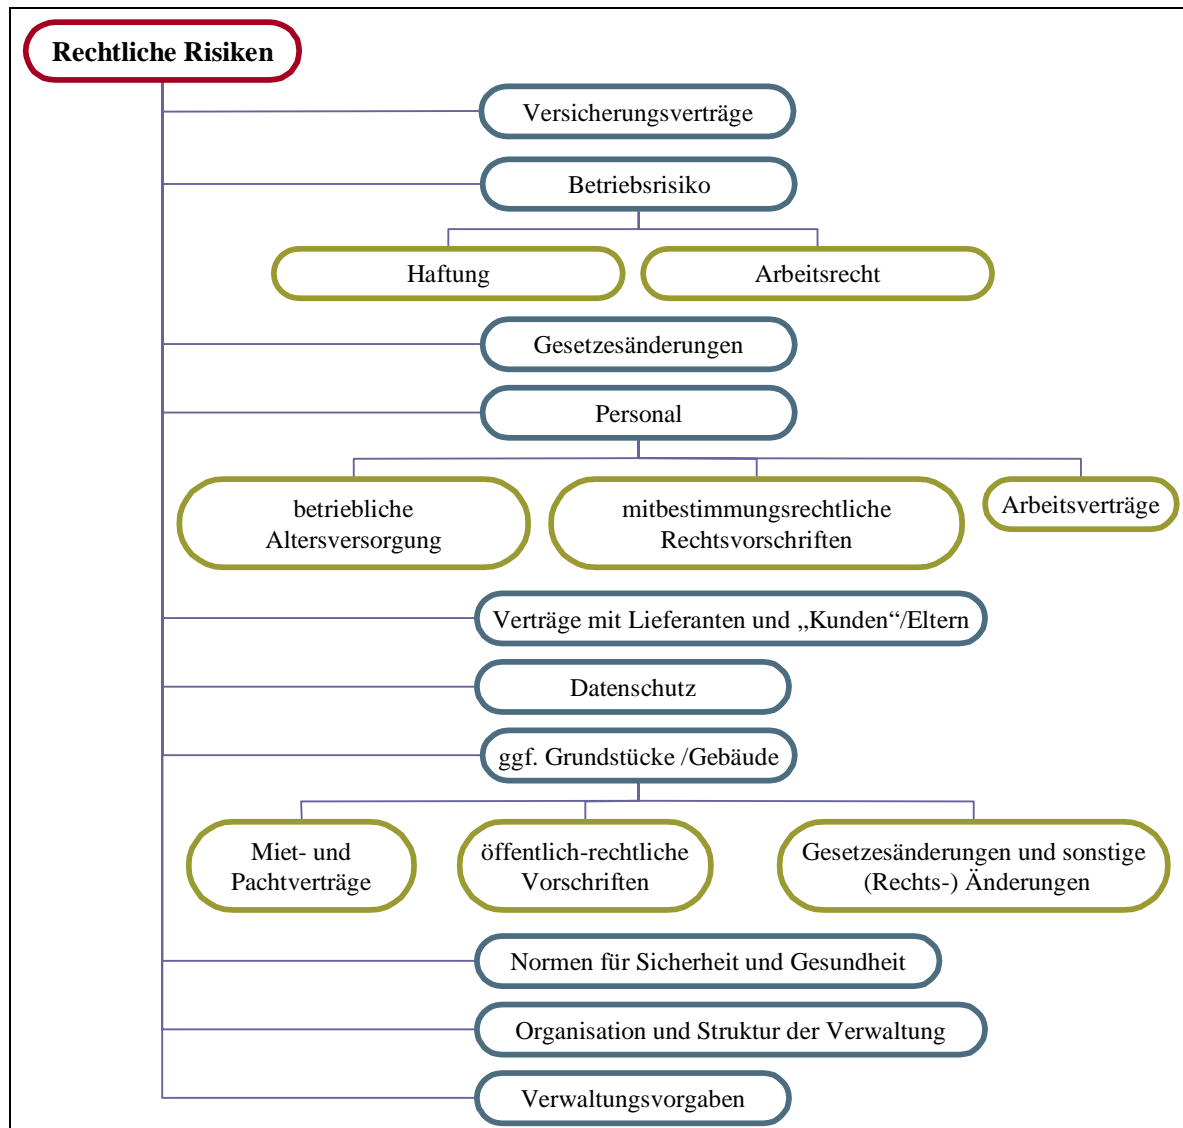 Rechtliche Risiken
Versicherungsverträge
Betriebsrisiko
Haftung
Arbeitsrecht
Gesetzesänderungen
Personal
betriebliche
Altersversorgung
mitbestimmungsrechtliche
Rechtsvorschriften
Arbeitsverträge
Verträge mit Lieferanten und „Kunden“/Eltern
Datenschutz
ggf. Grundstücke /Gebäude
Miet- und
Pachtverträge
öffentlich-rechtliche
Vorschriften
Gesetzesänderungen und sonstige
(Rechts-) Änderungen
Normen für Sicherheit und Gesundheit
Organisation und Struktur der Verwaltung
Verwaltungsvorgaben